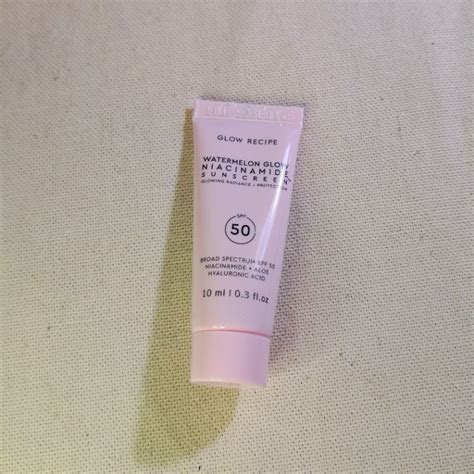 GLOW RECIPE
WATERMELON GLOW
NIACINAMIDE
SUNSCREEN
GLOWING RADIANCE + PROTECTION
SPF
50
BROAD SPECTRUM SPF 50
NIACINAMIDE • ALOE
HYALURONIC ACID
10 ml | 0.3 fl.oz